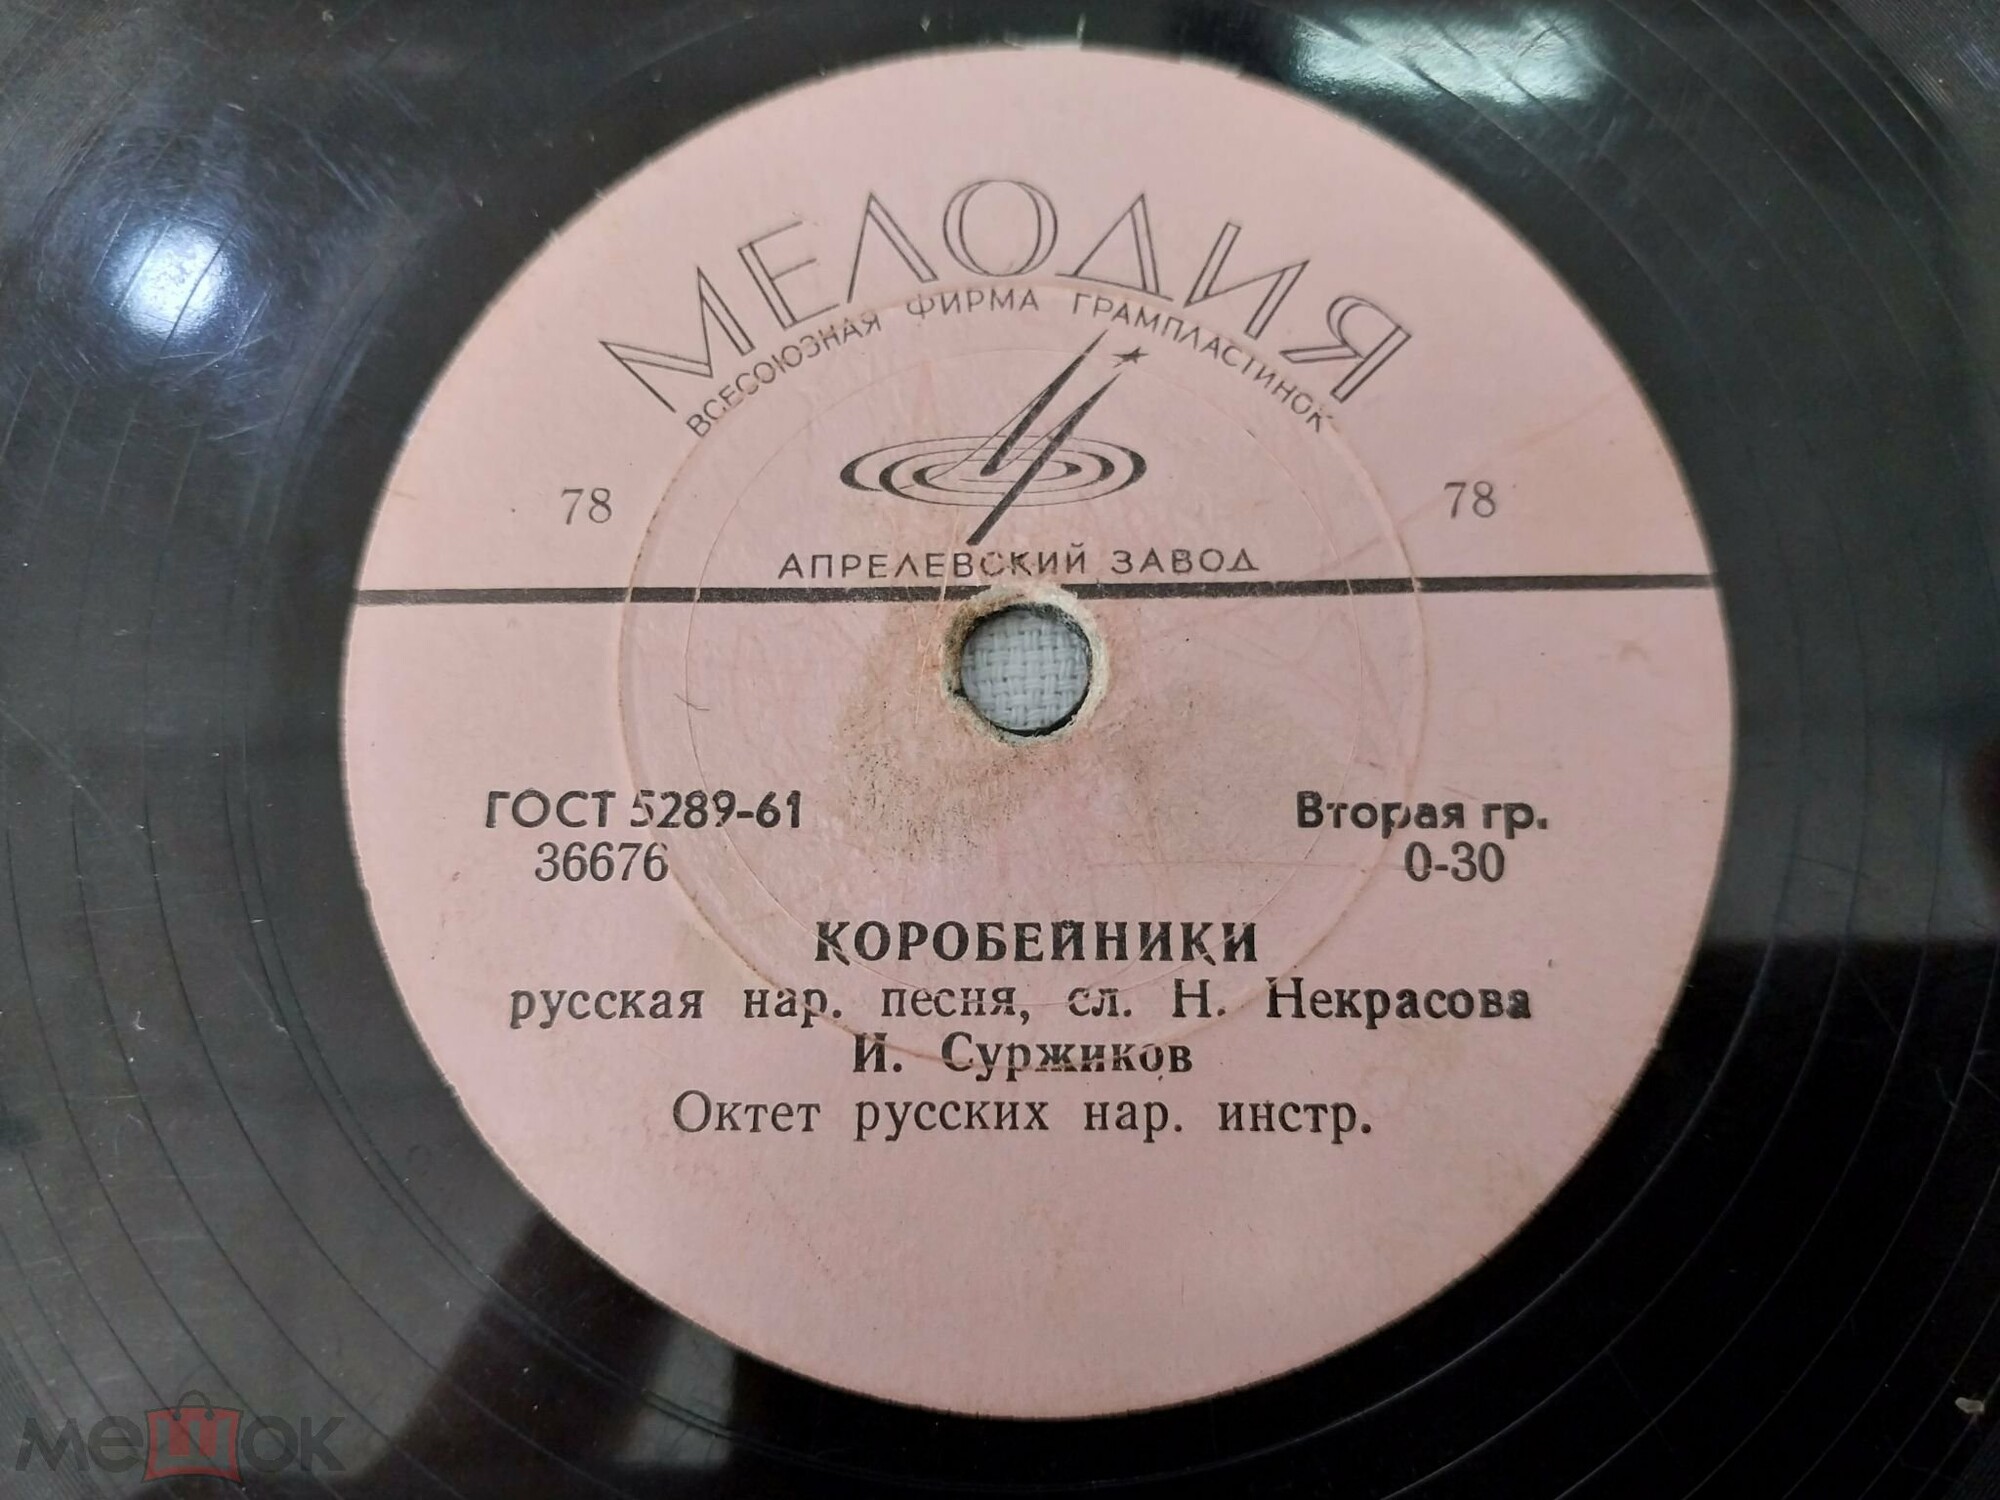 МЕЛОДИЯ
ВСЕСОЮЗНАЯ ФИРМА ГРАМПЛАСТИНОК
78 78
АПРЕЛЕВСКИЙ ЗАВОД
ГОСТ 5289-61 Вторая гр.
36676 0-30
КОРОБЕЙНИКИ
русская нар. песня, сл. Н. Некрасова
И. Суржиков
Октет русских нар. инстр.
мешок